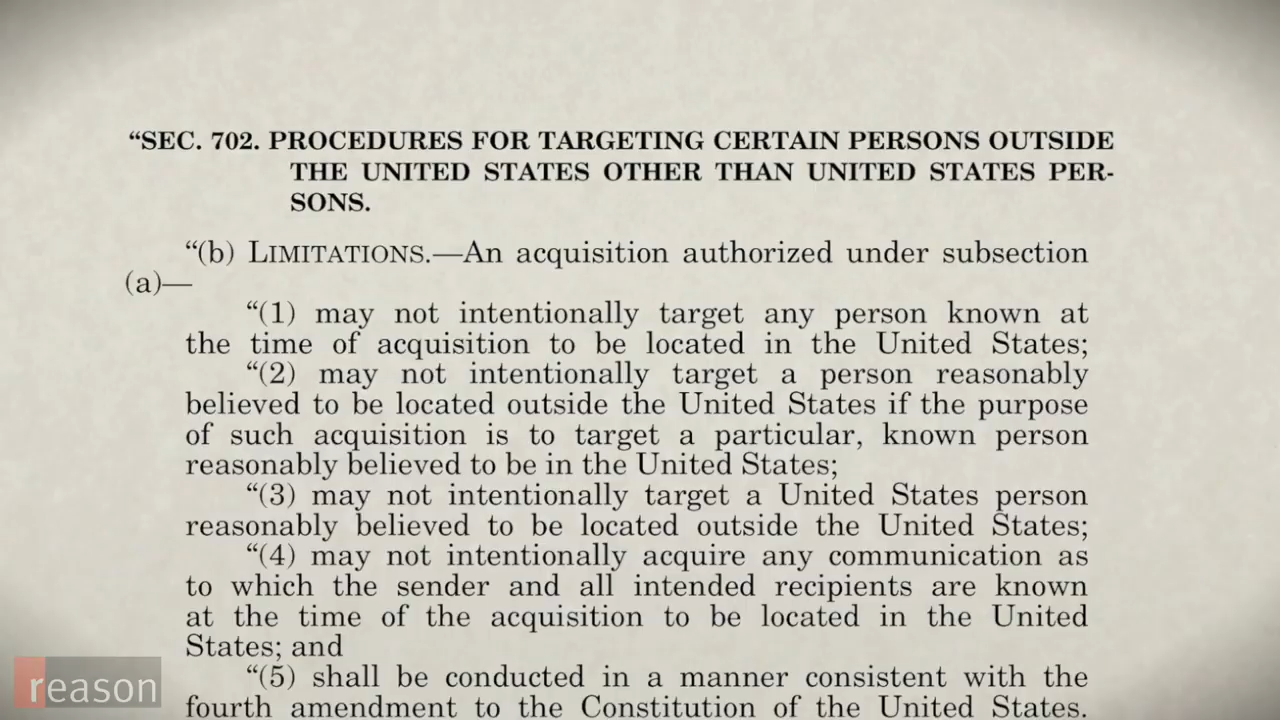 “SEC. 702. PROCEDURES FOR TARGETING CERTAIN PERSONS OUTSIDE
THE UNITED STATES OTHER THAN UNITED STATES PER-
SONS.
“(b) LIMITATIONS.—An acquisition authorized under subsection
(a)—
“(1) may not intentionally target any person known at
the time of acquisition to be located in the United States;
“(2) may not intentionally target a person reasonably
believed to be located outside the United States if the purpose
of such acquisition is to target a particular, known person
reasonably believed to be in the United States;
“(3) may not intentionally target a United States person
reasonably believed to be located outside the United States;
“(4) may not intentionally acquire any communication as
to which the sender and all intended recipients are known
at the time of the acquisition to be located in the United
States; and
“(5) shall be conducted in a manner consistent with the
fourth amendment to the Constitution of the United States.
reason